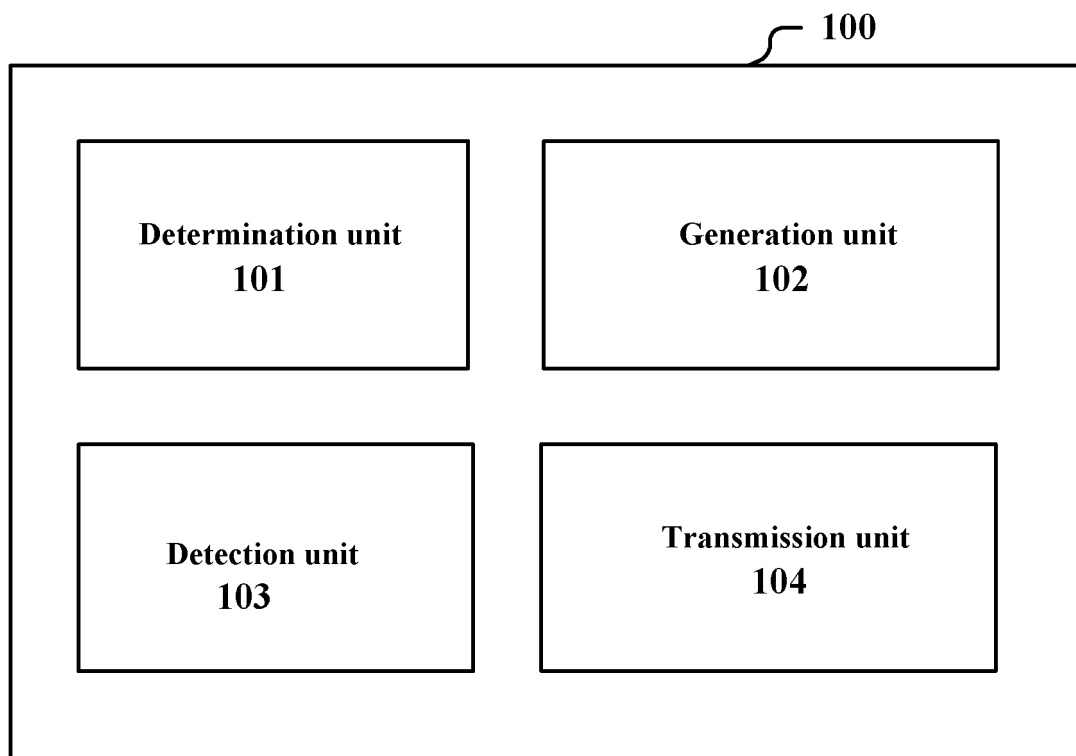 100
Determination unit
101
Generation unit
102
Detection unit
103
Transmission unit
104